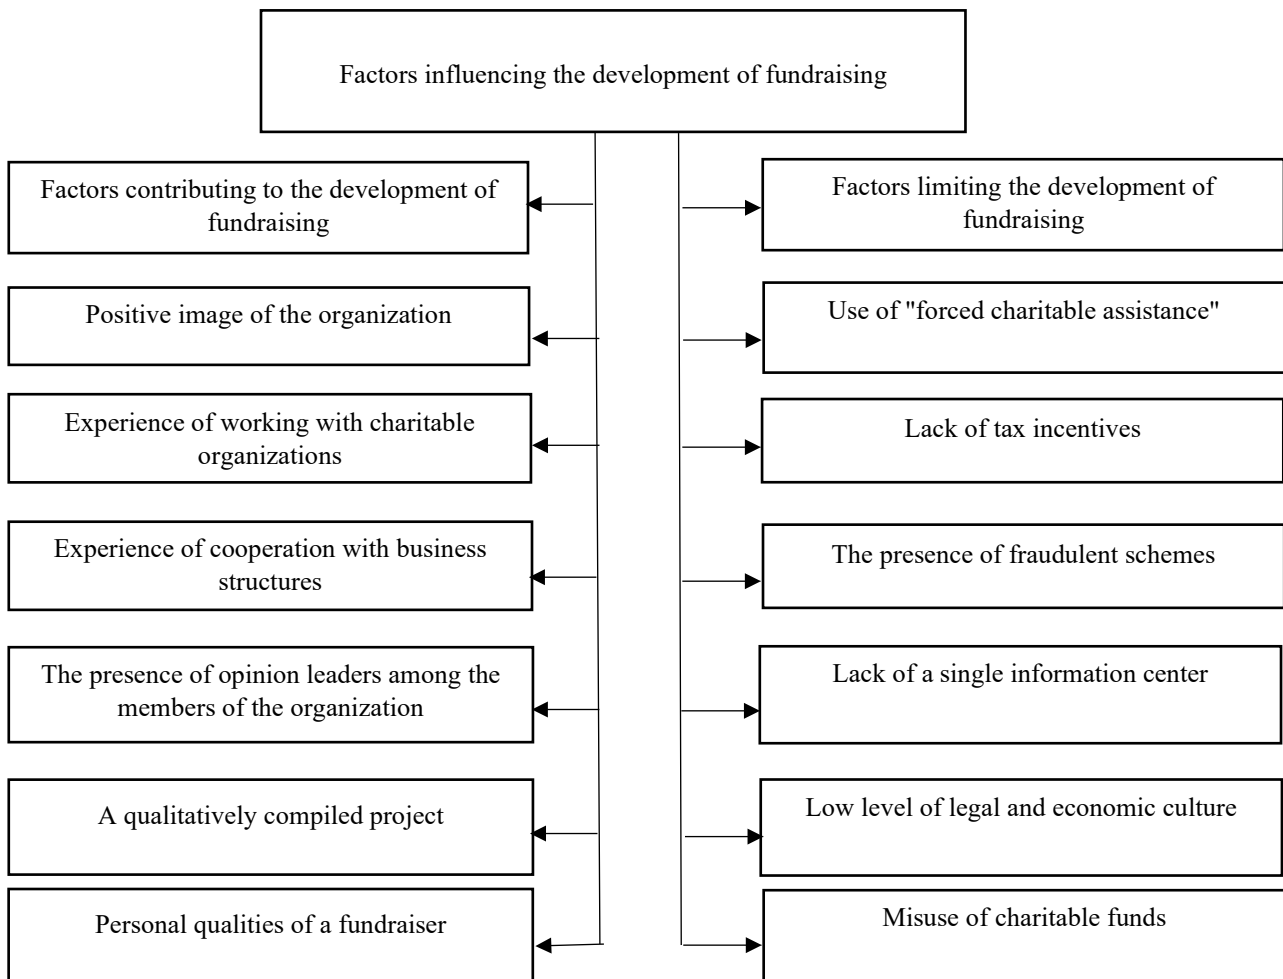 Factors influencing the development of fundraising
Factors contributing to the development of
fundraising
Factors limiting the development of
fundraising
Positive image of the organization
Use of "forced charitable assistance"
Experience of working with charitable
organizations
Lack of tax incentives
Experience of cooperation with business
structures
The presence of fraudulent schemes
The presence of opinion leaders among the
members of the organization
Lack of a single information center
A qualitatively compiled project
Low level of legal and economic culture
Personal qualities of a fundraiser
Misuse of charitable funds